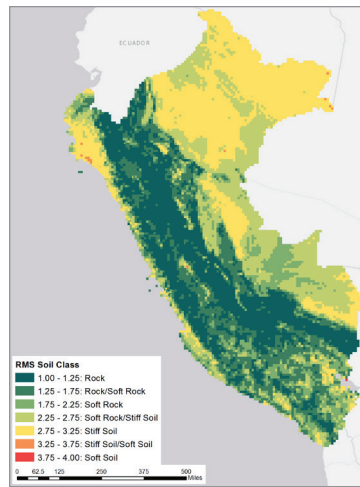 ECUADOR
RMS Soil Class
1.00 - 1.25: Rock
1.25 - 1.75: Rock/Soft Rock
1.75 - 2.25: Soft Rock
2.25 - 2.75: Soft Rock/Stiff Soil
2.75 - 3.25: Stiff Soil
3.25 - 3.75: Stiff Soil/Soft Soil
3.75 - 4.00: Soft Soil
0 62.5 125 250 375 500
Miles